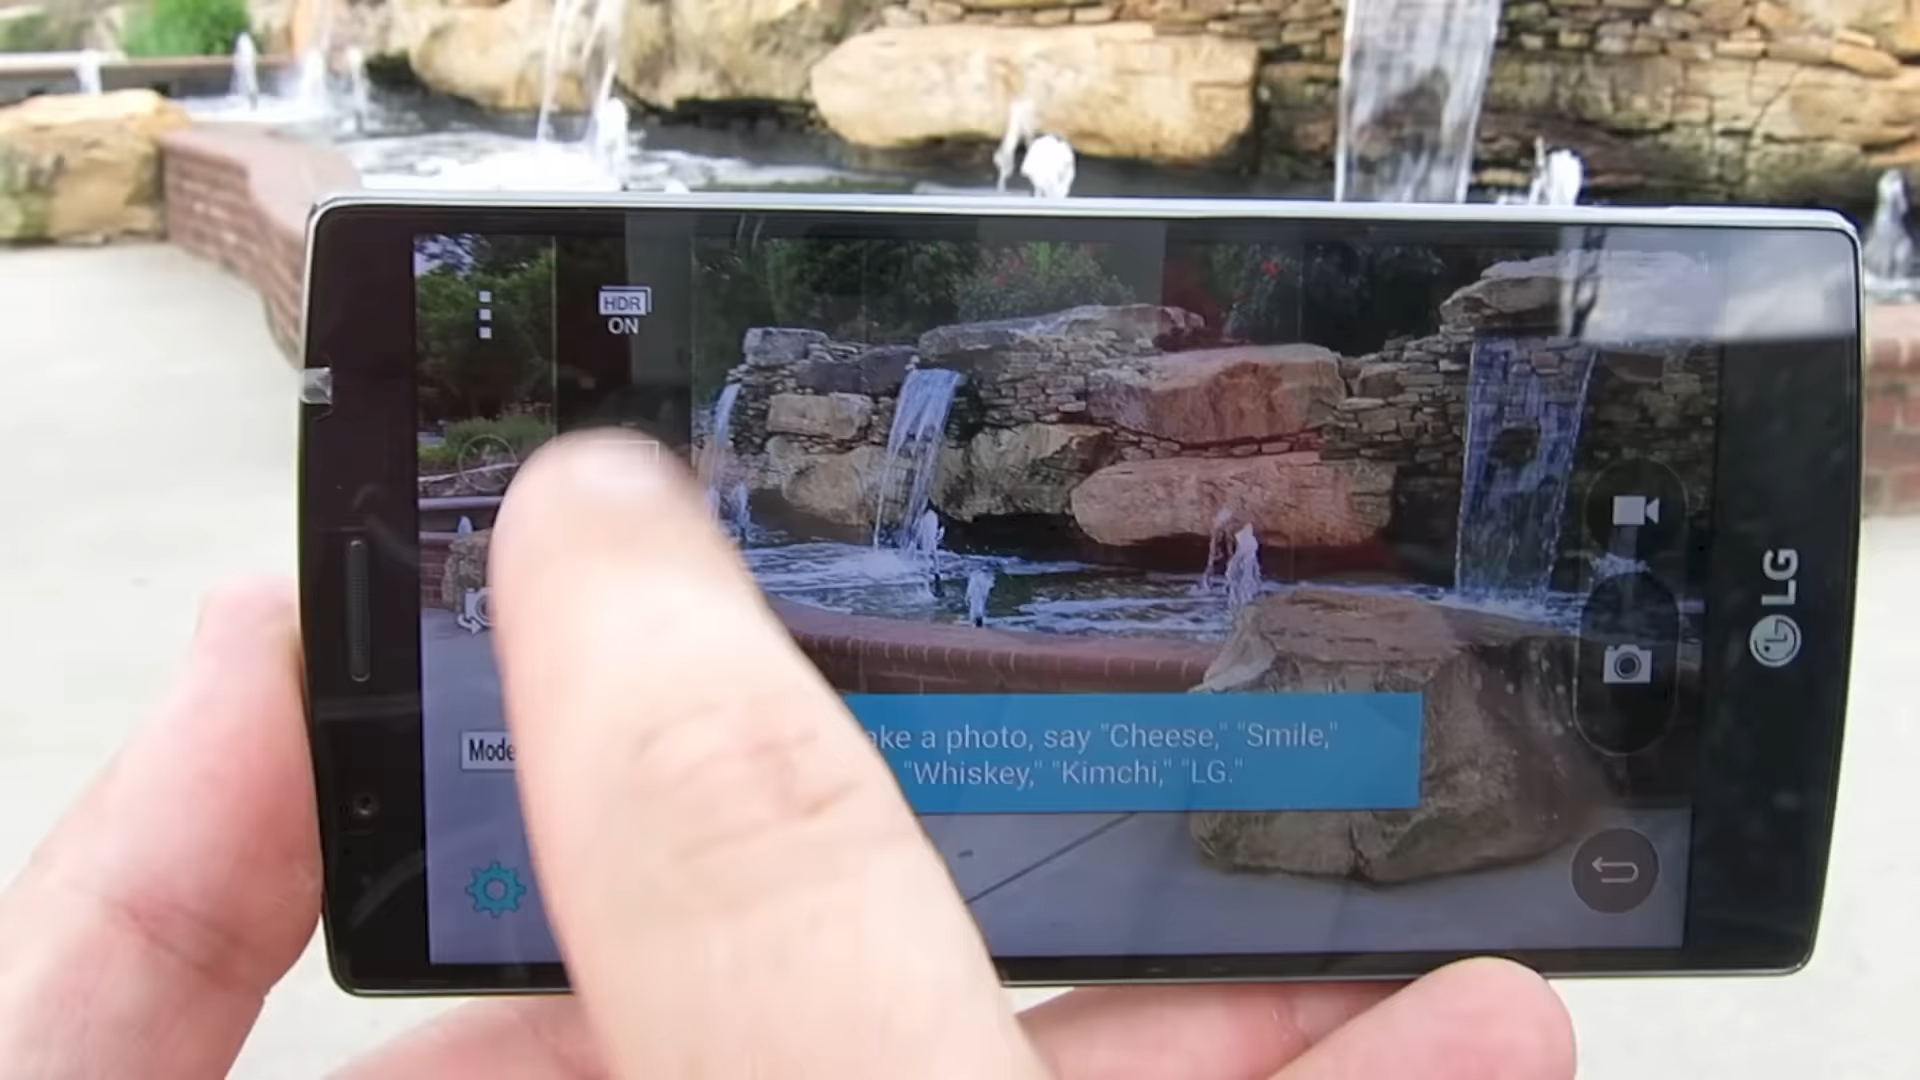 HDR
ON
Mode
ake a photo, say "Cheese," "Smile,"
"Whiskey," "Kimchi," "LG."
LG